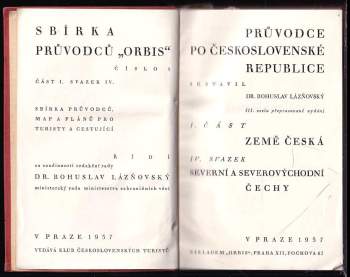 SBÍRKA
PRŮVODCŮ „ORBIS“
ČÍSLO
ČÁST I. SVAZEK IV.
SBÍRKA PRŮVODCŮ,
MAP A PLÁNŮ PRO
TURISTY A CESTUJÍCÍ
ŘÍDÍ
za součinnosti redakční rady
DR. BOHUSLAV LÁZŇOVSKÝ
ministerský rada ministerstva zahraničních věcí
V PRAZE 1937
VYDÁVÁ KLUB ČESKOSLOVENSKÝCH TURISTŮ
PRŮVODCE
PO ČESKOSLOVENSKÉ
REPUBLICE
SESTAVIL
DR. BOHUSLAV LÁZŇOVSKÝ
III. zcela přepracované vydání
I. ČÁST
ZEMĚ ČESKÁ
IV. SVAZEK
SEVERNÍ A SEVEROVÝCHODNÍ
ČECHY
V PRAZE 1937
NÁKLADEM „ORBIS“, PRAHA XII, FOCHOVA 62